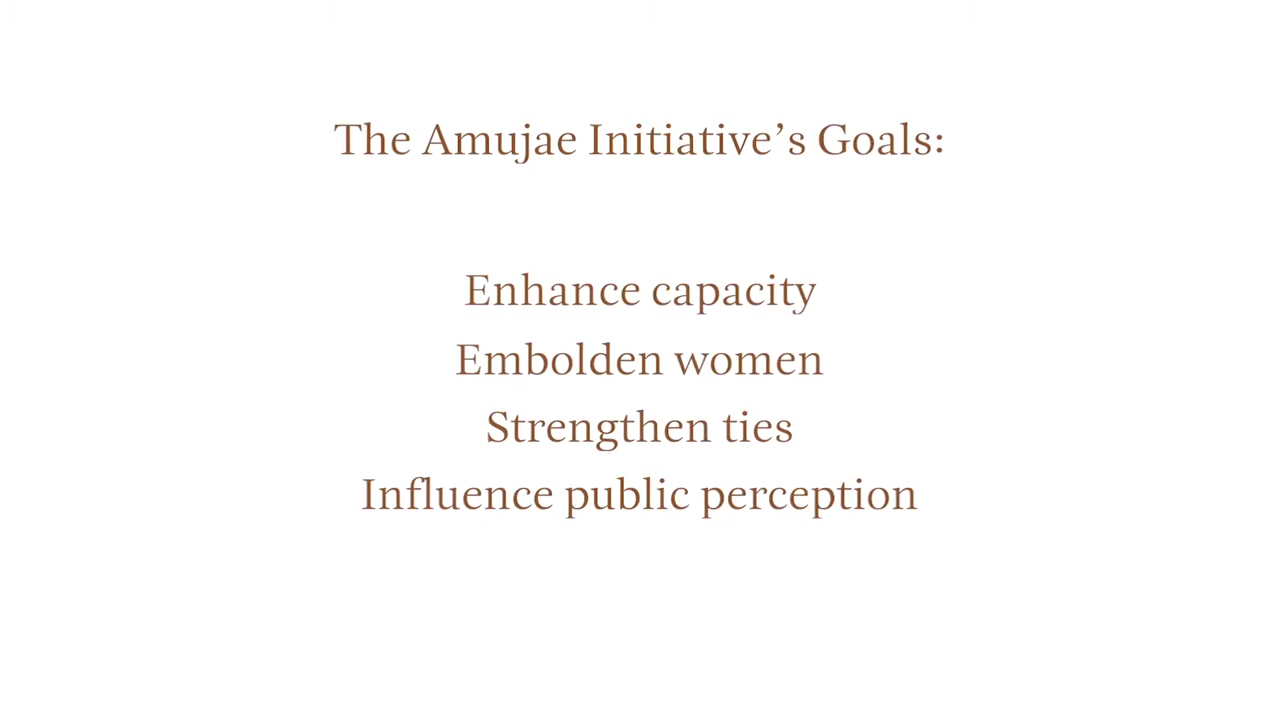 The Amujae Initiative’s Goals:
Enhance capacity
Embolden women
Strengthen ties
Influence public perception